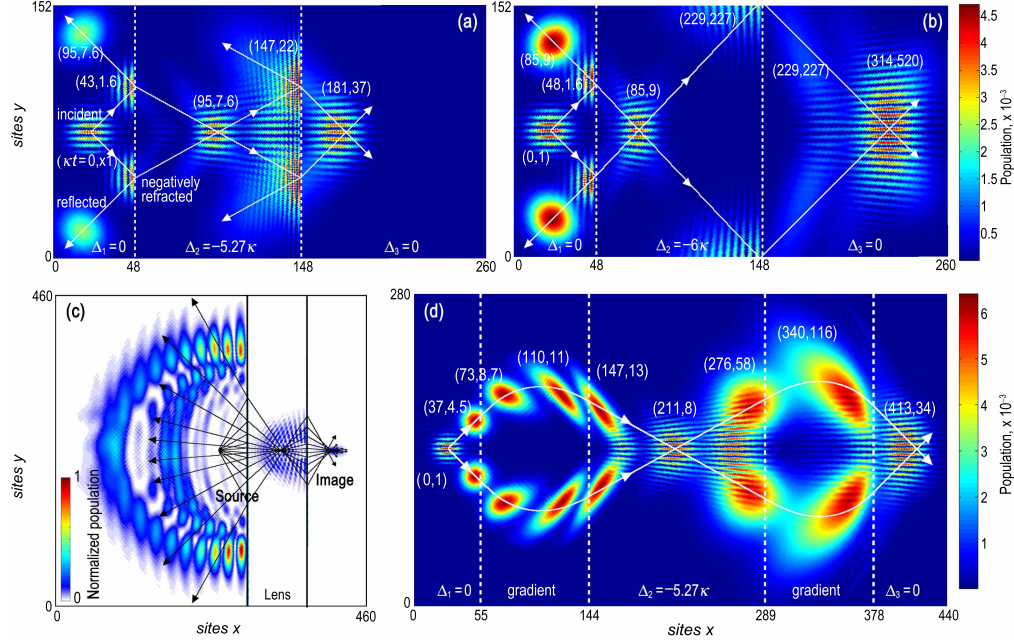 152
(a)
(95,7.6)
(147,22)
(43,1.6)
(181,37)
(95,7.6)
incident
(κt=0,x1)
negatively
refracted
reflected
Δ₁=0
Δ₂=−5.27κ
Δ₃=0
0
0
48
148
260
sites y
152
(b)
(229,227)
(85,9)
(314,520)
(229,227)
(48,1.6)
(85,9)
(0,1)
Δ₁=0
Δ₂=−6κ
Δ₃=0
0
0
48
148
260
4.5
4
3.5
3
2.5
2
1.5
1
0.5
Population, x 10⁻³
460
(c)
Source
Image
1
0
Normalized population
Lens
0
0
460
sites y
sites x
280
(d)
(340,116)
(110,11)
(276,58)
(73,8.7)
(147,13)
(37,4.5)
(211,8)
(413,34)
(0,1)
Δ₁=0
gradient
Δ₂=−5.27κ
gradient
Δ₃=0
0
0
55
144
289
378
440
sites x
6
5
4
3
2
1
Population, x 10⁻³